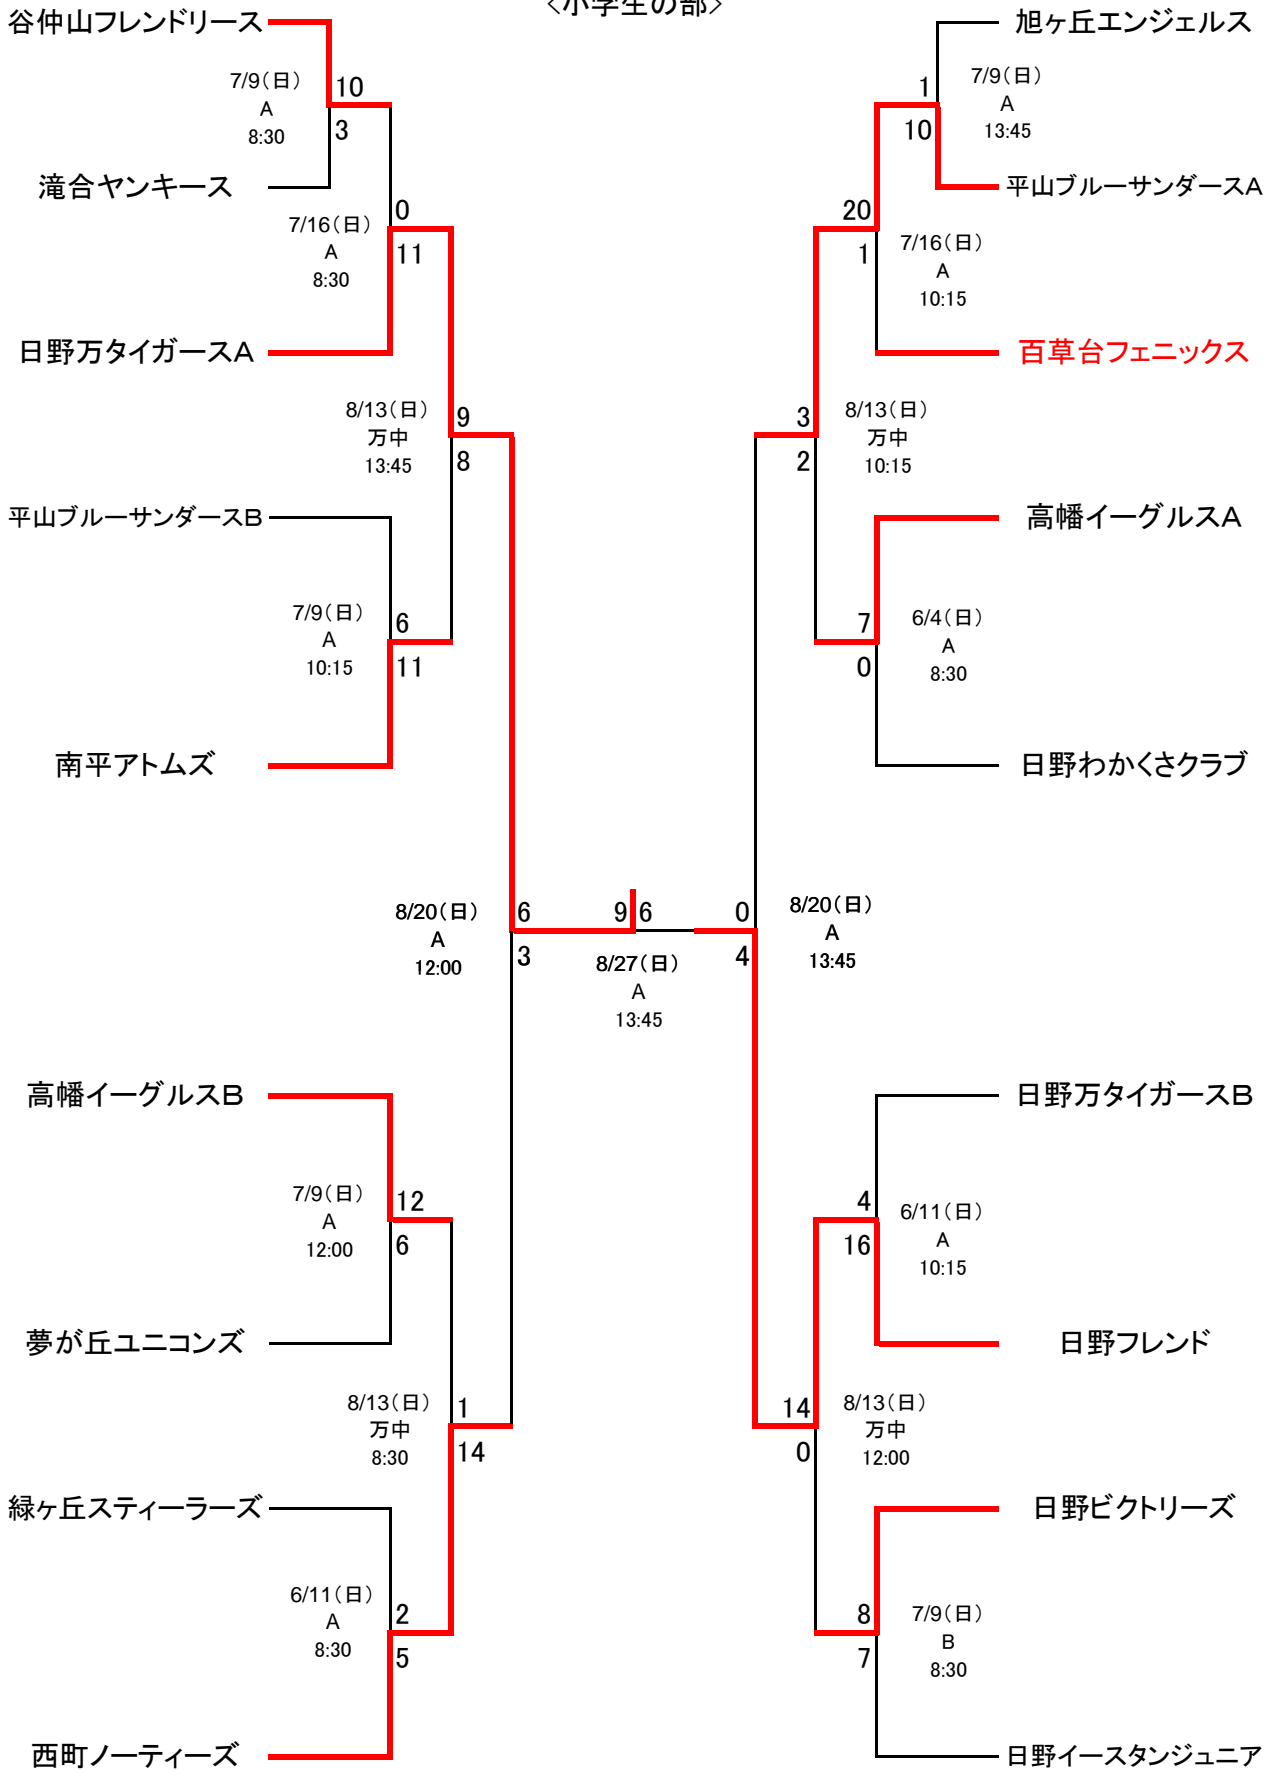 <小学生の部>
谷仲山フレンドリース
7/9(日)
A
8:30
10
3
滝合ヤンキース
0
7/16(日)
A
8:30
11
日野万タイガースA
8/13(日)
万中
13:45
9
8
平山ブルーサンダースB
7/9(日)
A
10:15
6
11
南平アトムズ
8/20(日)
A
12:00
6
3
高幡イーグルスB
7/9(日)
A
12:00
12
6
夢が丘ユニコンズ
8/13(日)
万中
8:30
1
14
緑ヶ丘スティーラーズ
6/11(日)
A
8:30
2
5
西町ノーティーズ
9 6
8/27(日)
A
13:45
旭ヶ丘エンジェルス
1
10
7/9(日)
A
13:45
平山ブルーサンダースA
20
1
7/16(日)
A
10:15
百草台フェニックス
3
2
8/13(日)
万中
10:15
高幡イーグルスA
7
0
6/4(日)
A
8:30
日野わかくさクラブ
0
4
8/20(日)
A
13:45
日野万タイガースB
4
16
6/11(日)
A
10:15
日野フレンド
14
0
8/13(日)
万中
12:00
日野ビクトリーズ
8
7
7/9(日)
B
8:30
日野イースタンジュニア